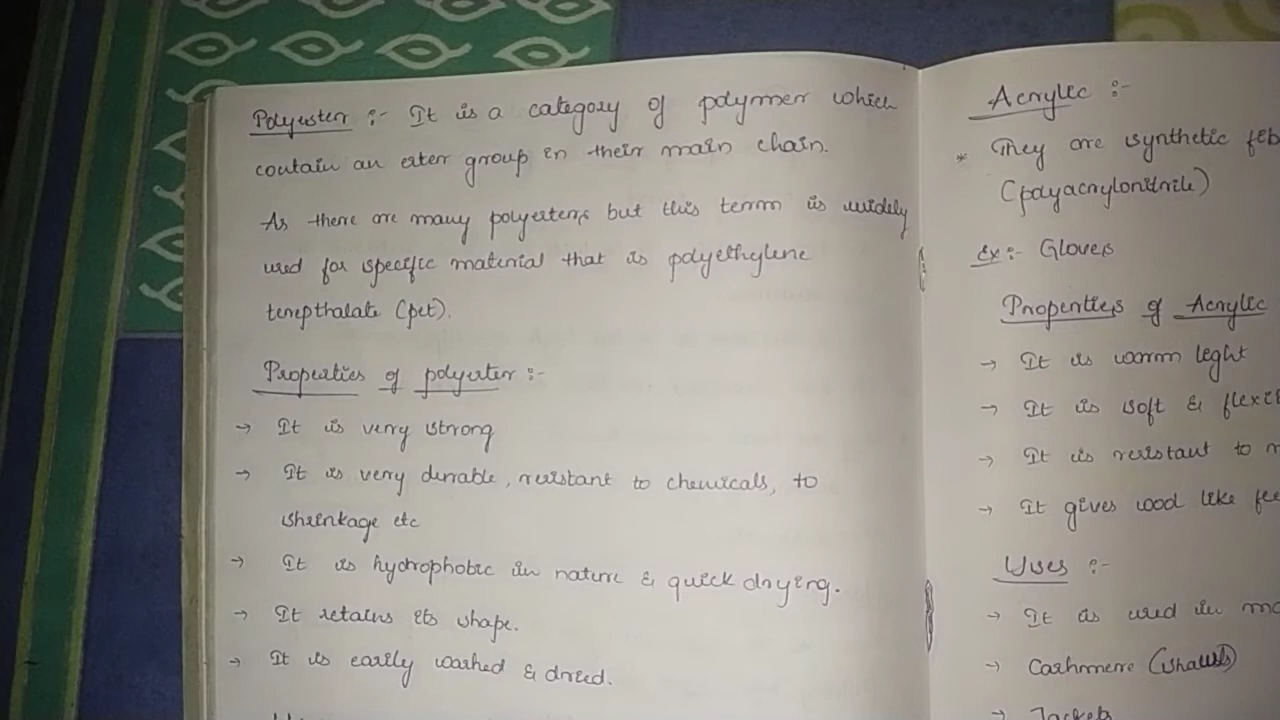 Polyester :- It is a category of polymer which
contain an ester group in their main chain.
As there are many polyesters but this term is widely
used for specific material that is polyethylene
terepthalate (pet).
Properties of polyester :-
→ It is very strong
→ It is very durable, resistant to chemicals, to
shrinkage etc
→ It is hydrophobic in nature & quick drying.
→ It retains its shape.
→ It is easily washed & dried.
Acrylic :-
* They are synthetic
(polyacrylonitrile)
Ex :- Gloves
Properties of Acrylic
→ It is warm light
→ It is soft &
→ It is resistant to
→ It gives wool like
Uses :-
→ It is used in
→ Cashmere (shawls)
→ Jackets